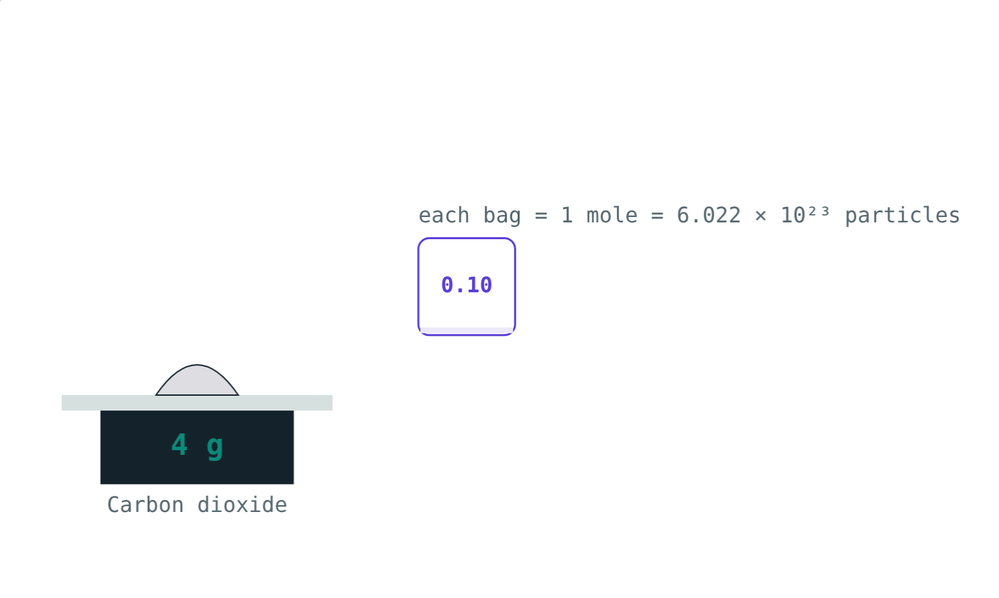 each bag = 1 mole = 6.022 × 10²³ particles
0.10
4 g
Carbon dioxide